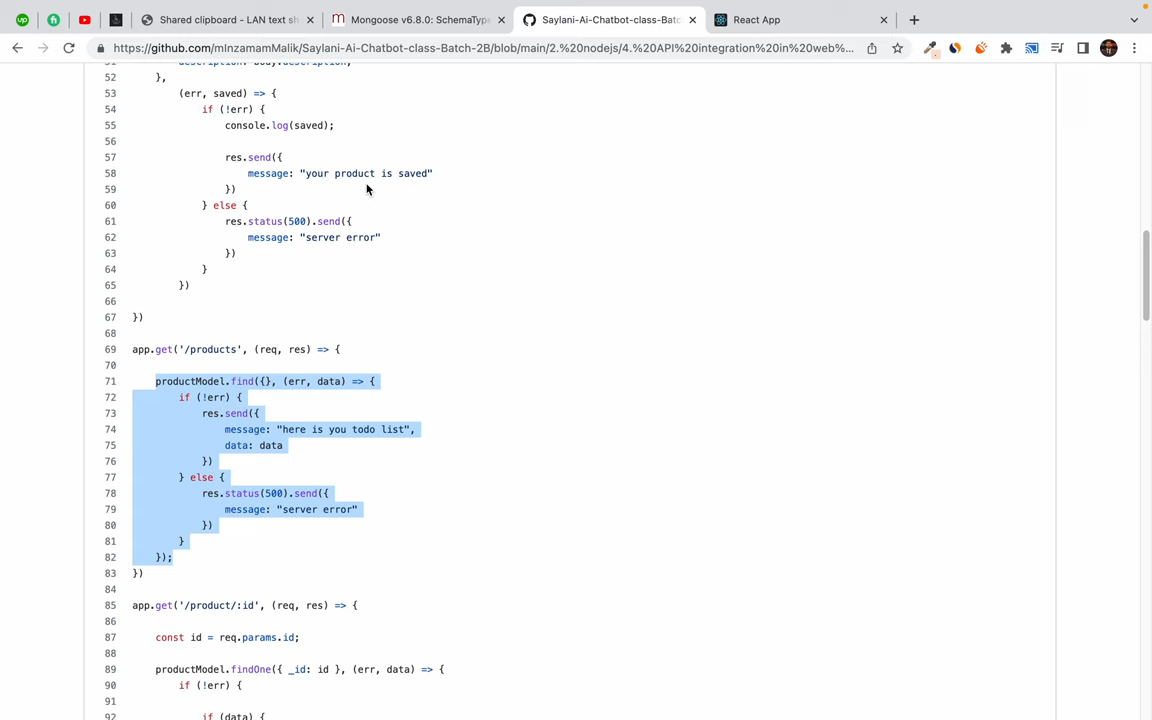 Shared clipboard - LAN text sh
Mongoose v6.8.0: SchemaType
Saylani-Ai-Chatbot-class-Batc
React App
https://github.com/mInzamamMalik/Saylani-Ai-Chatbot-class-Batch-2B/blob/main/2.%20nodejs/4.%20API%20integration%20in%20web%...
51 description: body.description,
52 },
53 (err, saved) => {
54 if (!err) {
55 console.log(saved);
56
57 res.send({
58 message: "your product is saved"
59 })
60 } else {
61 res.status(500).send({
62 message: "server error"
63 })
64 }
65 })
66
67 })
68
69 app.get('/products', (req, res) => {
70
71 productModel.find({}, (err, data) => {
72 if (!err) {
73 res.send({
74 message: "here is you todo list",
75 data: data
76 })
77 } else {
78 res.status(500).send({
79 message: "server error"
80 })
81 }
82 });
83 })
84
85 app.get('/product/:id', (req, res) => {
86
87 const id = req.params.id;
88
89 productModel.findOne({ _id: id }, (err, data) => {
90 if (!err) {
91
92 if (data) {